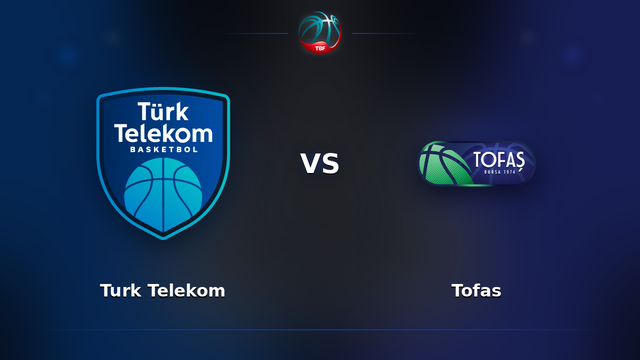 TBF
Türk
Telekom
BASKETBOL
VS
TOFAŞ
BURSA 1974
Turk Telekom
Tofas